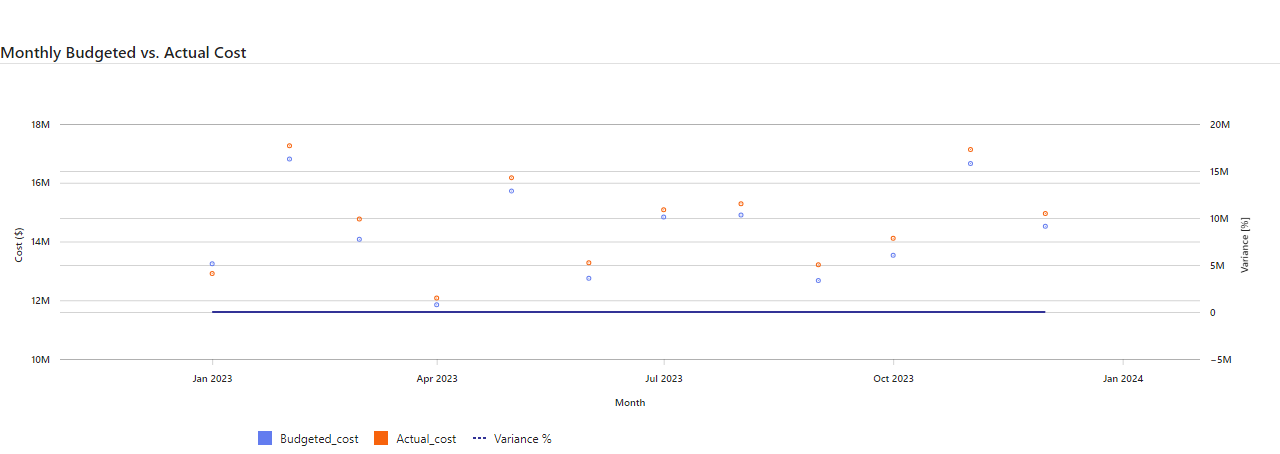 Monthly Budgeted vs. Actual Cost
18M
16M
14M
12M
10M
Cost ($)
20M
15M
10M
5M
0
−5M
Variance [%]
Jan 2023 Apr 2023 Jul 2023 Oct 2023 Jan 2024
Month
Budgeted_cost Actual_cost Variance %